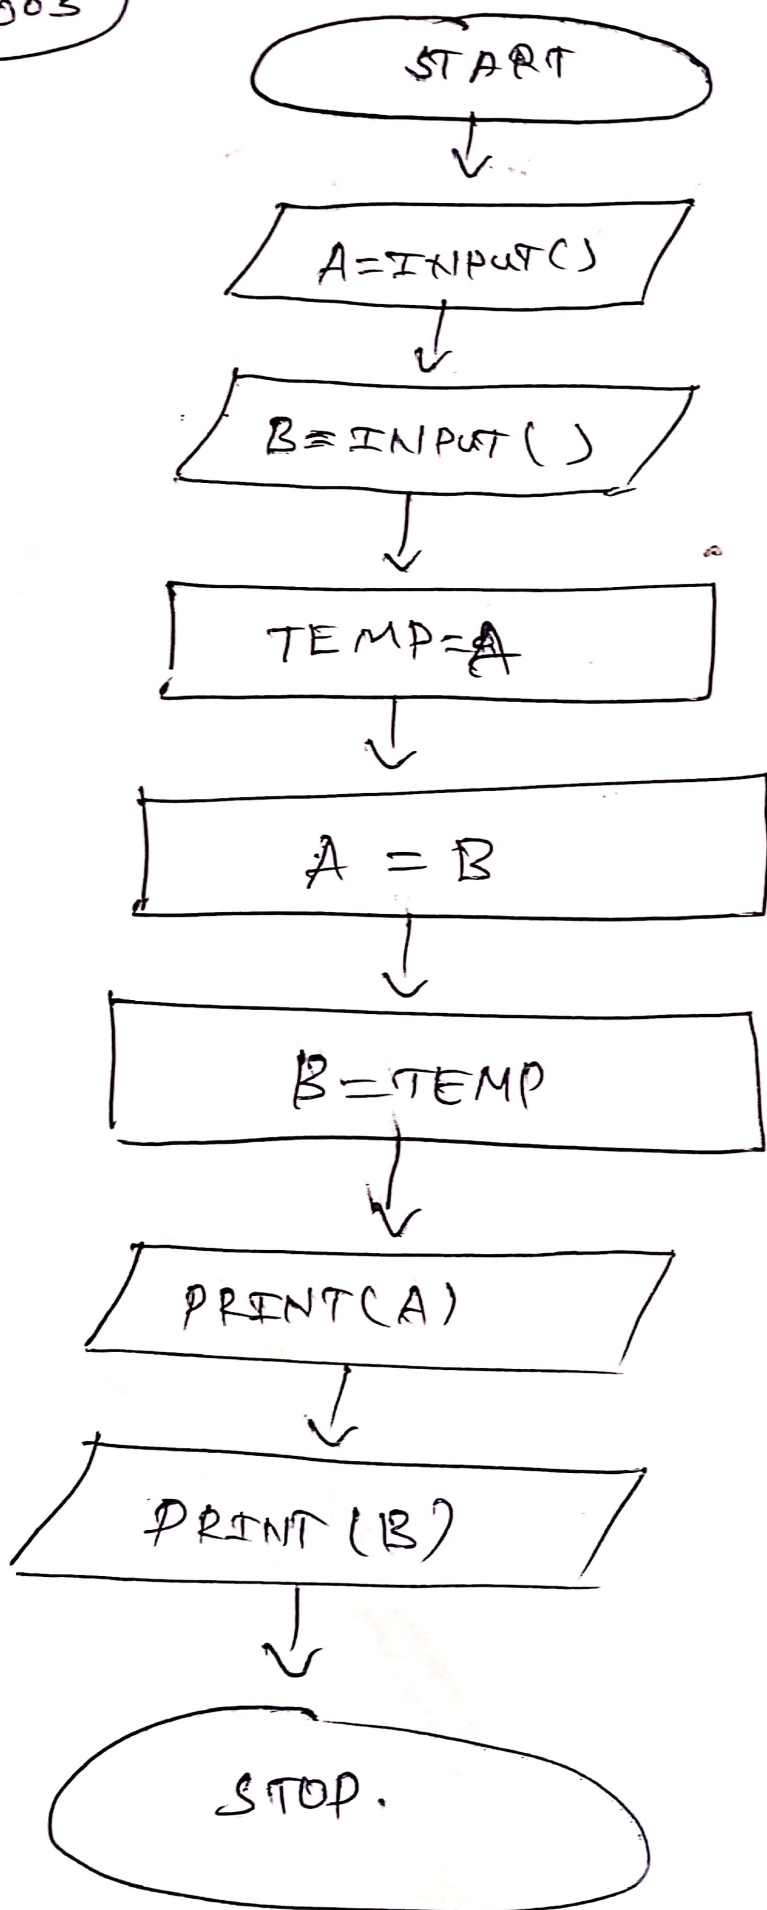 START
A=INPUT()
B=INPUT()
TEMP=A
A = B
B=TEMP
PRINT(A)
PRINT(B)
STOP.